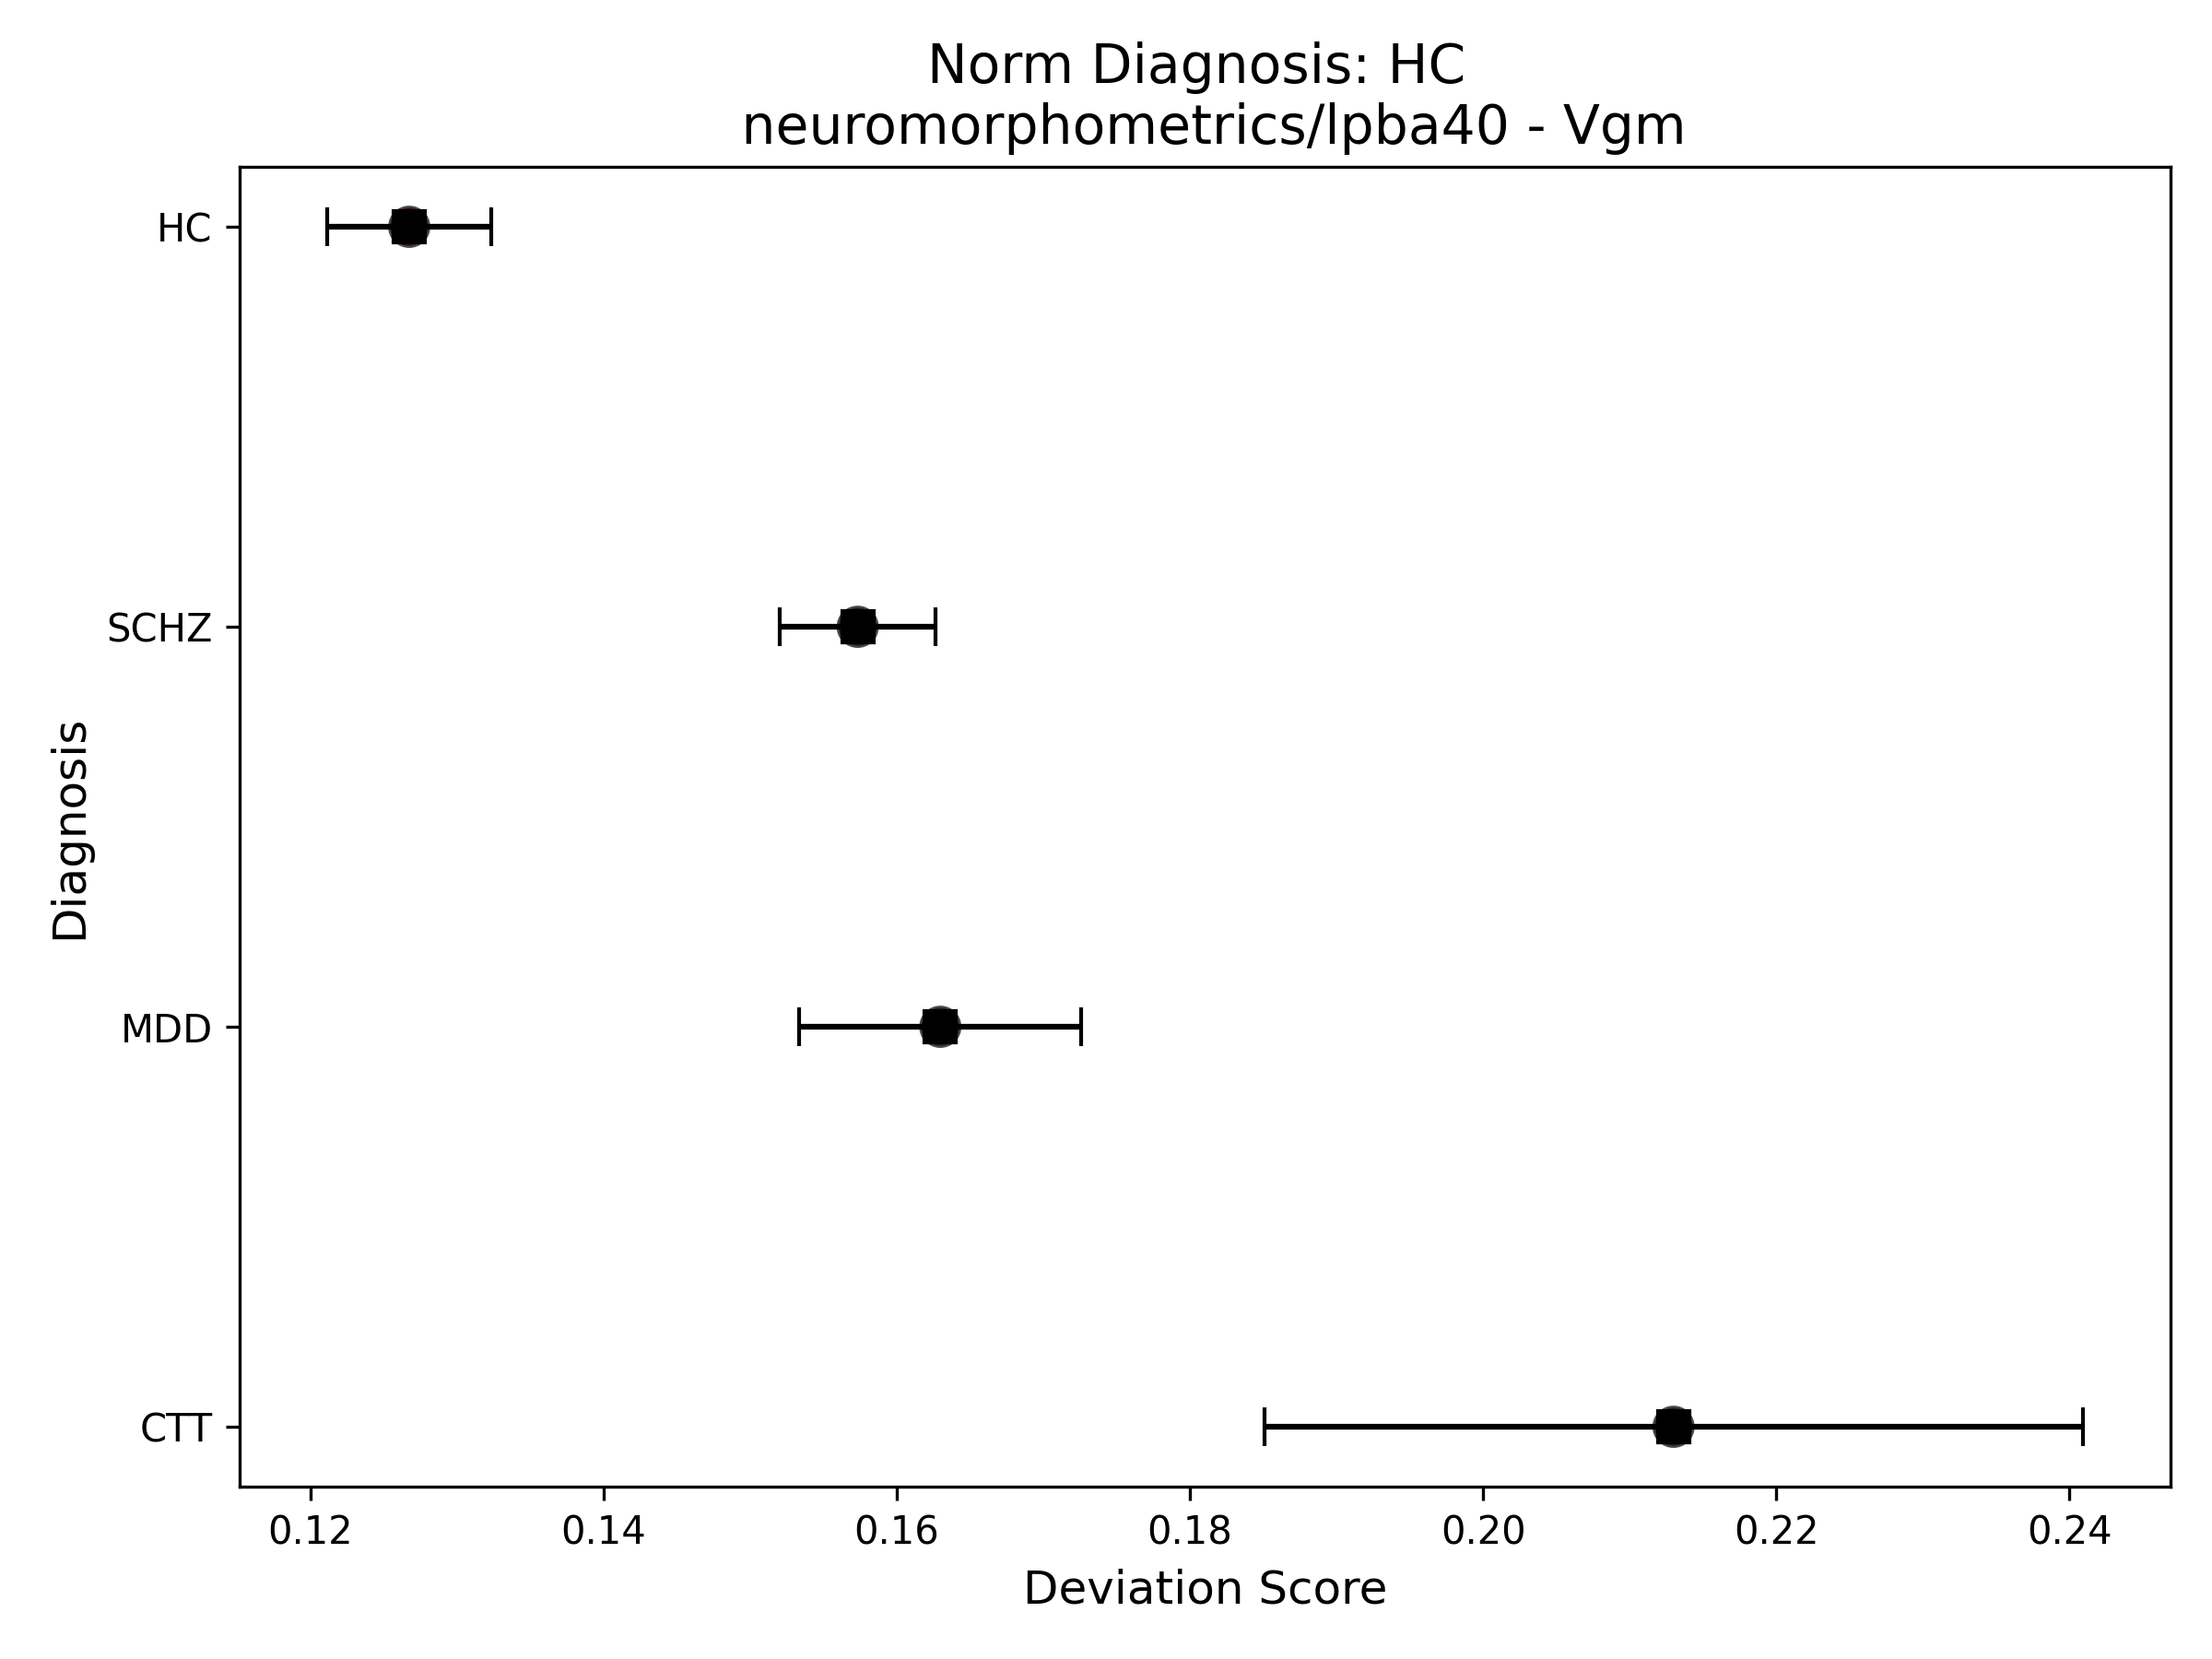 Norm Diagnosis: HC
neuromorphometrics/lpba40 - Vgm
HC
SCHZ
MDD
CTT
Diagnosis
0.12 0.14 0.16 0.18 0.20 0.22 0.24
Deviation Score